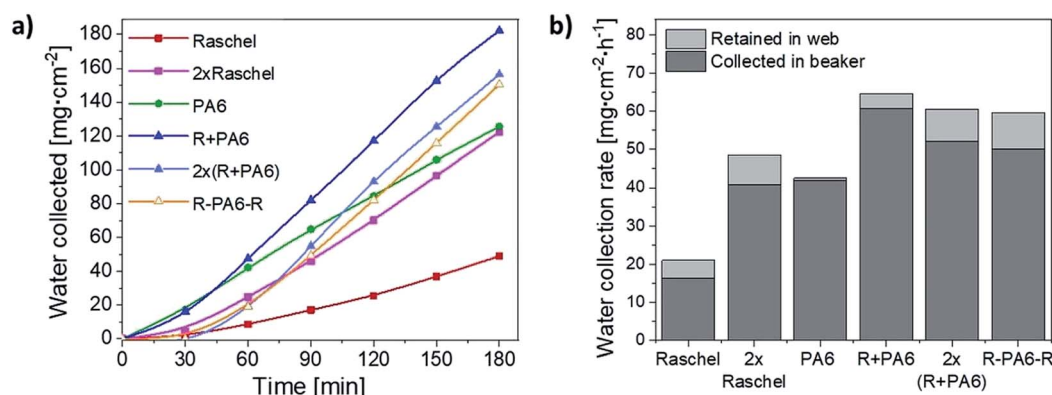 a)
Water collected [mg·cm-2]
180
160
140
120
100
80
60
40
20
0
Raschel
2xRaschel
PA6
R+PA6
2x(R+PA6)
R-PA6-R
0 30 60 90 120 150 180
Time [min]
b)
Water collection rate [mg·cm-2·h-1]
80
70
60
50
40
30
20
10
0
Retained in web
Collected in beaker
Raschel 2x PA6 R+PA6 2x R-PA6-R
Raschel (R+PA6)